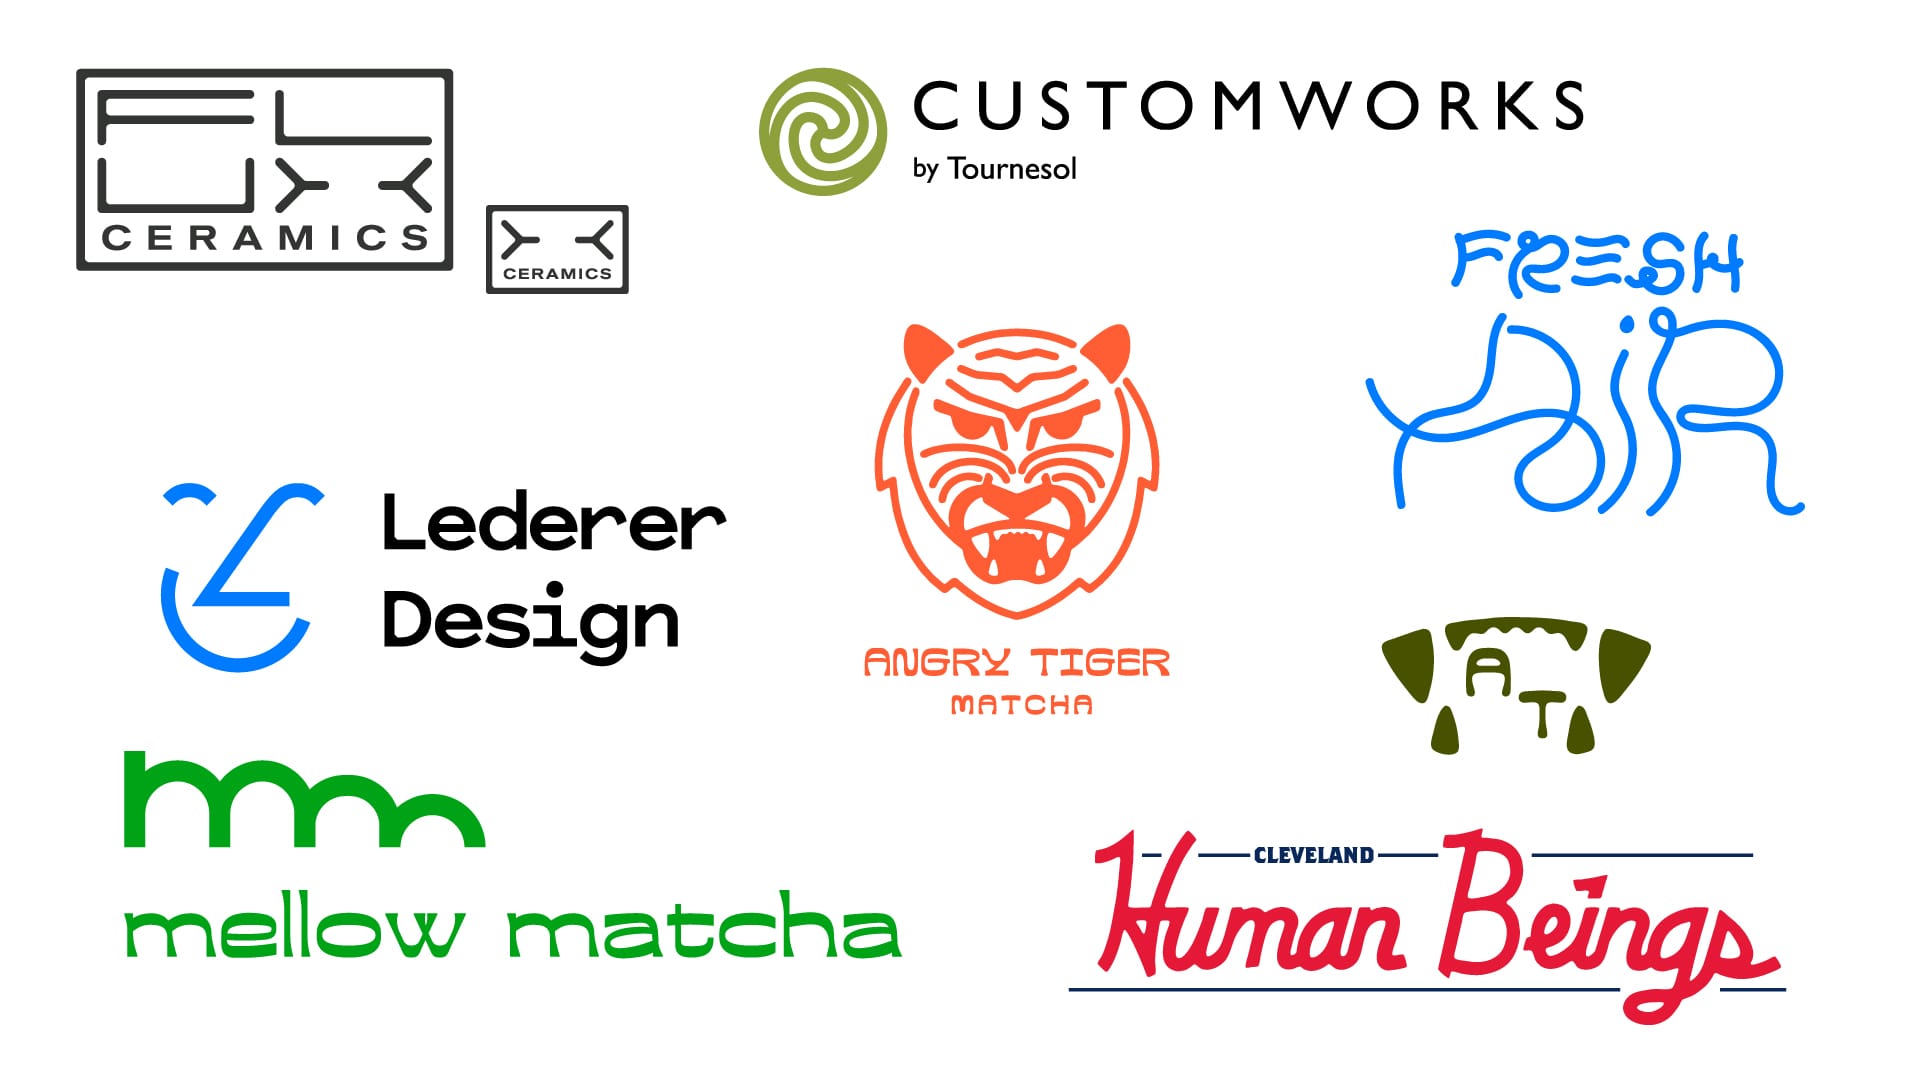 FLUX
CERAMICS
CERAMICS
CUSTOMWORKS
by Tournesol
FRESH
AiR
Lederer
Design
ANGRY TIGER
MATCHA
AT
mellow matcha
CLEVELAND
Human Beings